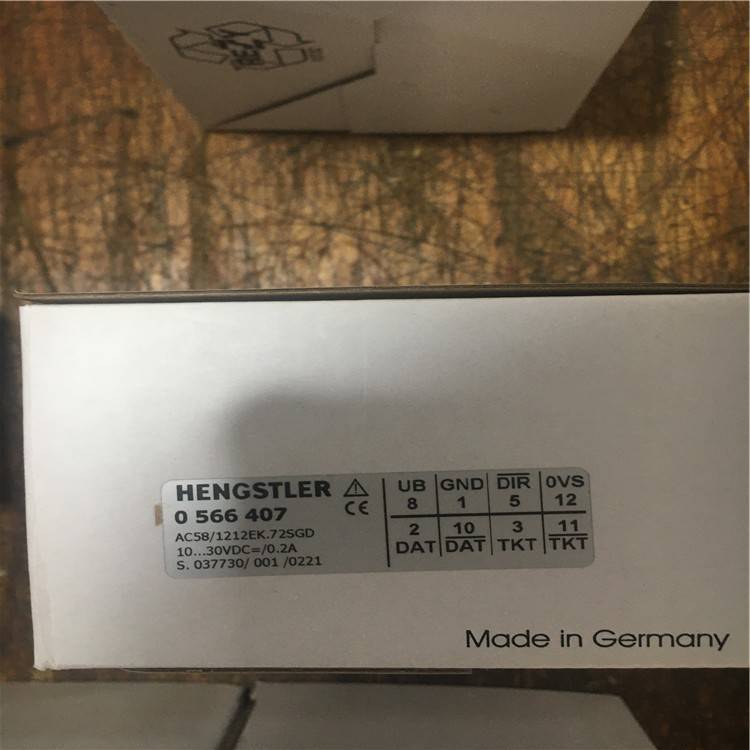 HENGSTLER
0 566 407
AC58/1212EK.72SGD
10...30VDC=/0.2A
S. 037730/ 001 /0221
CE
UB GND DIR 0VS
8 1 5 12
2 10 3 11
DAT DAT TKT TKT
Made in Germany